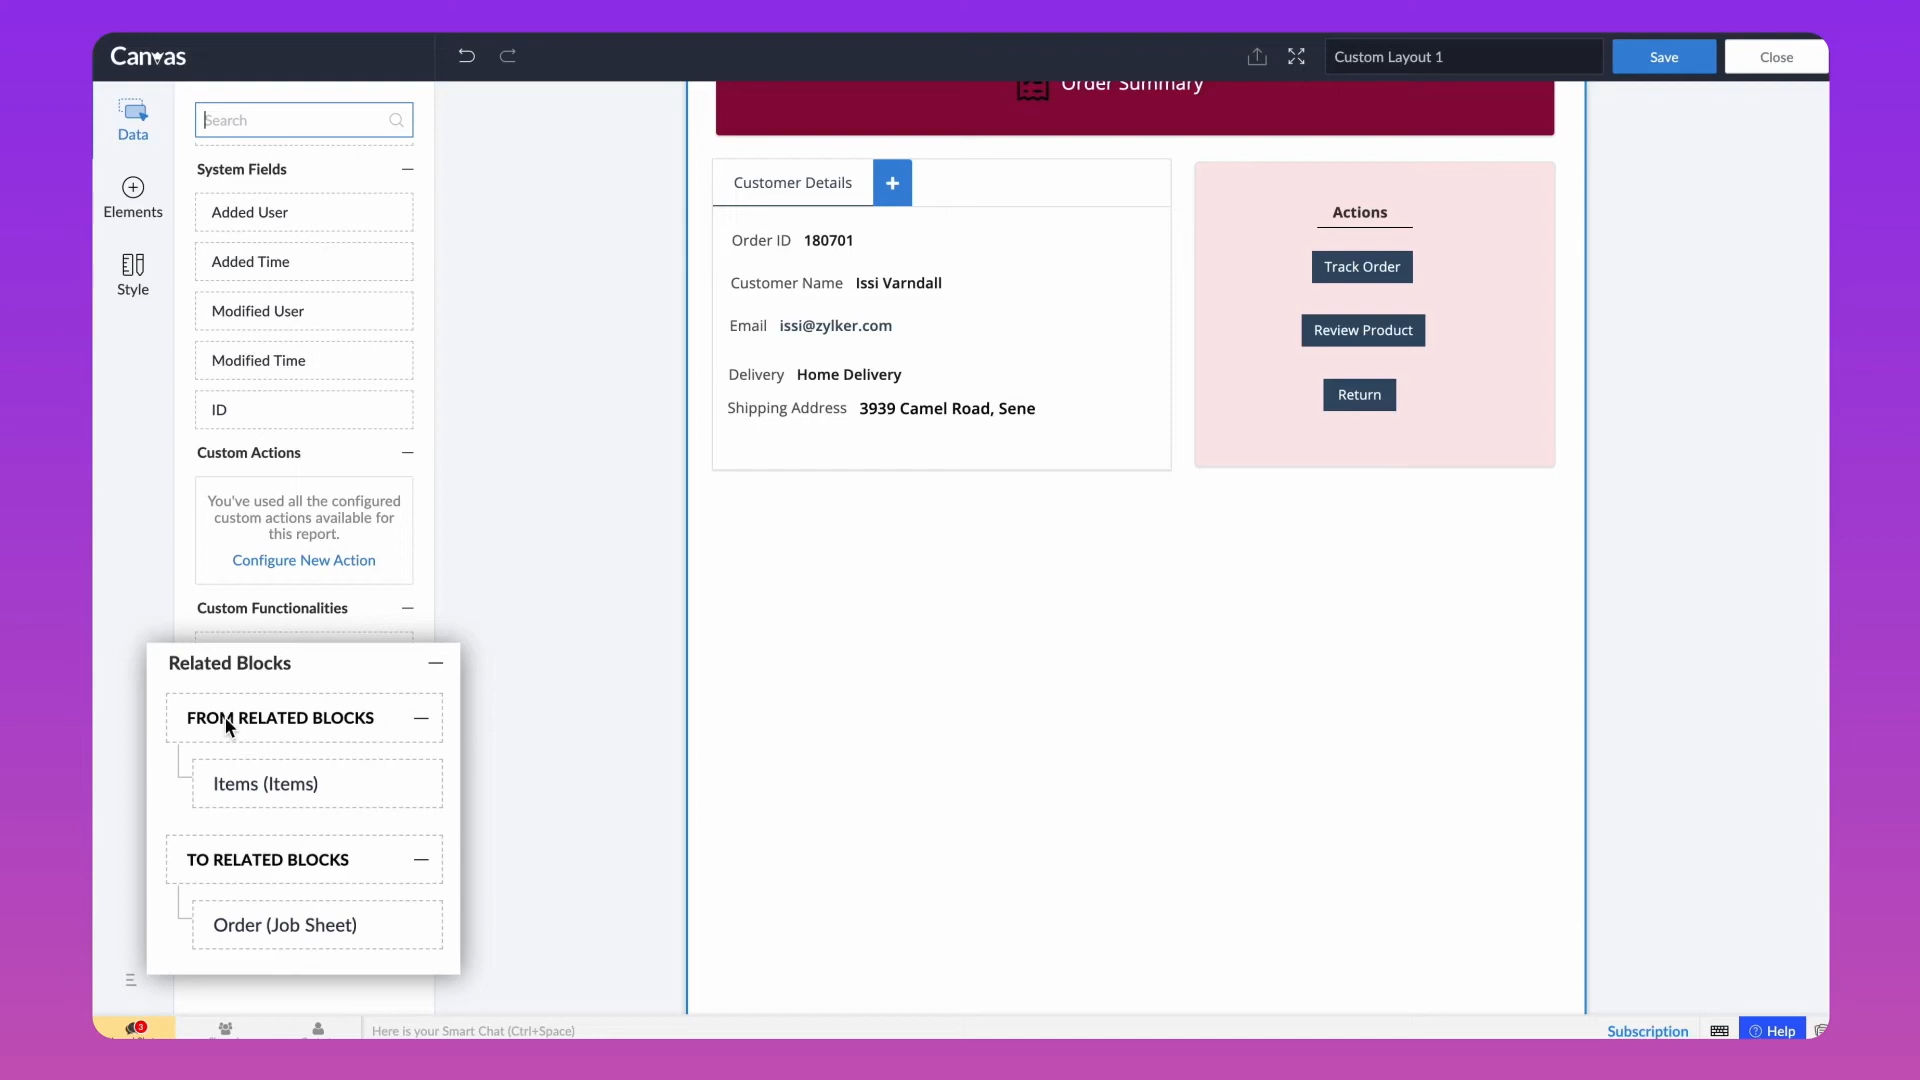 Canvas
Custom Layout 1
Save
Close
Data
Elements
Style
Search
System Fields
Added User
Added Time
Modified User
Modified Time
ID
Custom Actions
You've used all the configured
custom actions available for
this report.
Configure New Action
Custom Functionalities
Related Blocks
FROM RELATED BLOCKS
Items (Items)
TO RELATED BLOCKS
Order (Job Sheet)
Order Summary
Customer Details
+
Order ID 180701
Customer Name Issi Varndall
Email issi@zylker.com
Delivery Home Delivery
Shipping Address 3939 Camel Road, Sene
Actions
Track Order
Review Product
Return
3
Here is your Smart Chat (Ctrl+Space)
Subscription
? Help